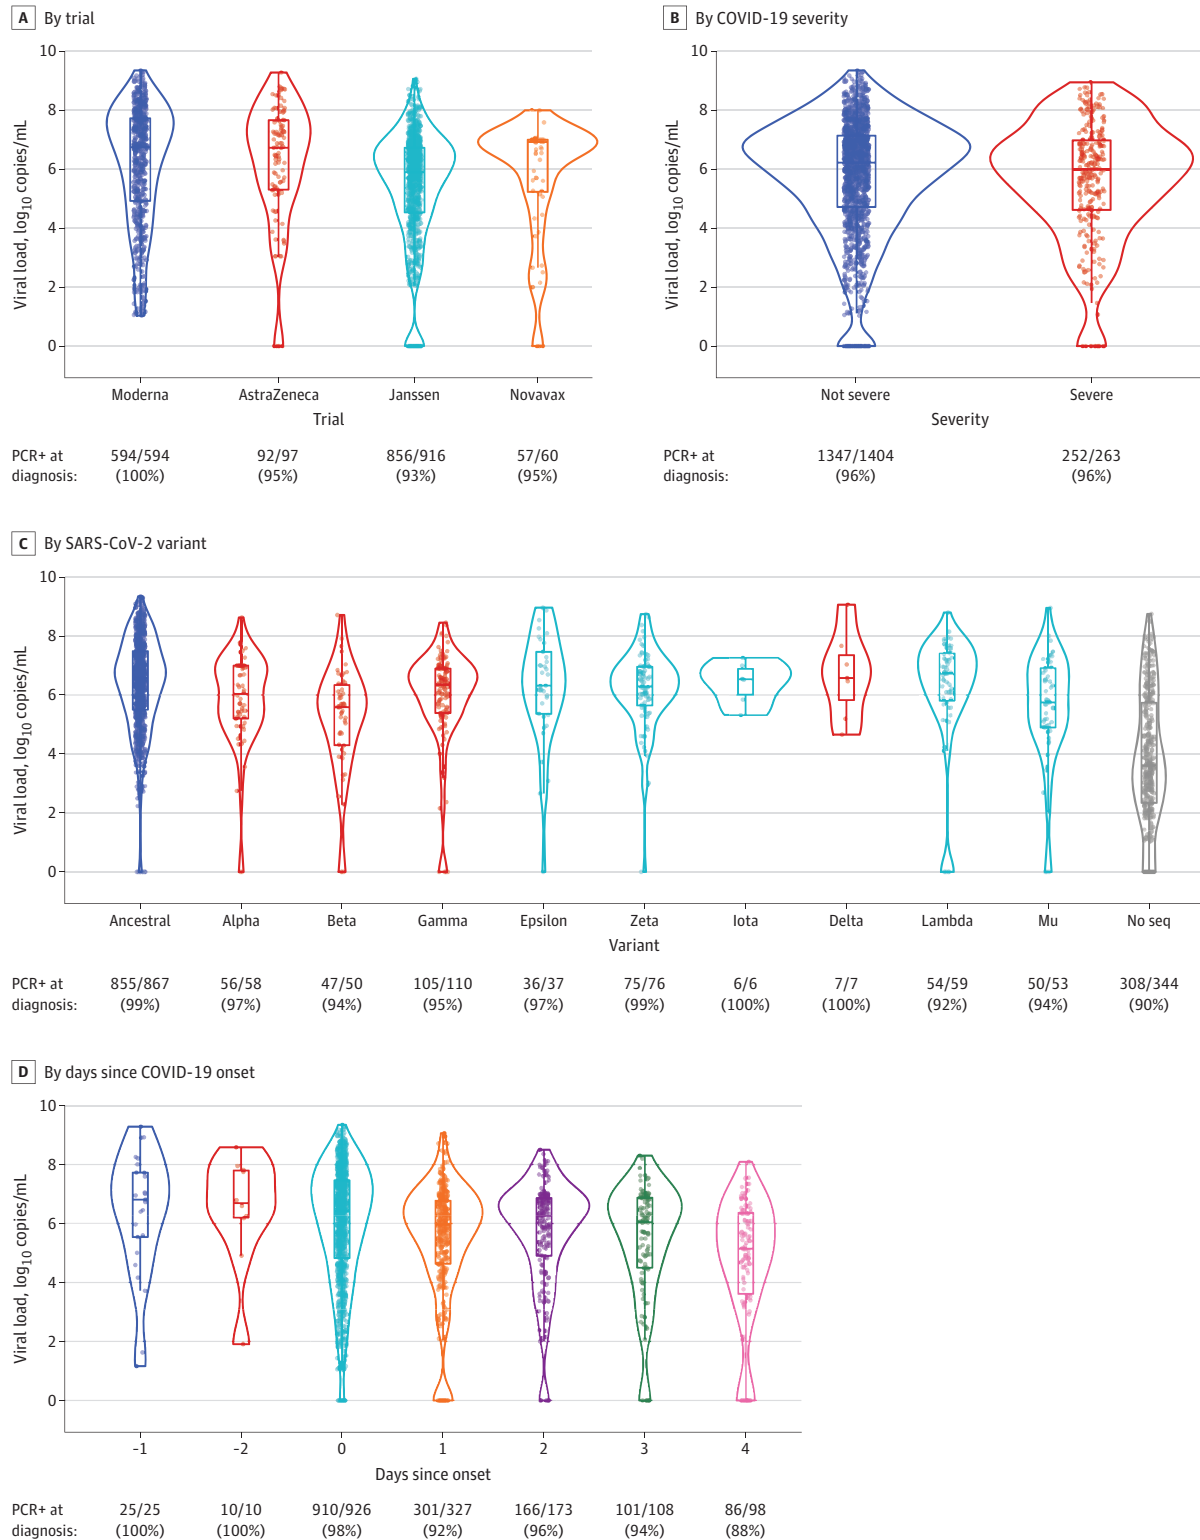 A By trial
Viral load, log10 copies/mL
10
8
6
4
2
0
Moderna AstraZeneca Janssen Novavax
Trial
PCR+ at diagnosis: 594/594 (100%) 92/97 (95%) 856/916 (93%) 57/60 (95%)
B By COVID-19 severity
Viral load, log10 copies/mL
10
8
6
4
2
0
Not severe Severe
Severity
PCR+ at diagnosis: 1347/1404 (96%) 252/263 (96%)
C By SARS-CoV-2 variant
Viral load, log10 copies/mL
10
8
6
4
2
0
Ancestral Alpha Beta Gamma Epsilon Zeta Iota Delta Lambda Mu No seq
Variant
PCR+ at 855/867 56/58 47/50 105/110 36/37 75/76 6/6 7/7 54/59 50/53 308/344
diagnosis: (99%) (97%) (94%) (95%) (97%) (99%) (100%) (100%) (92%) (94%) (90%)
D By days since COVID-19 onset
Viral load, log10 copies/mL
10
8
6
4
2
0
-1 -2 0 1 2 3 4
Days since onset
PCR+ at 25/25 10/10 910/926 301/327 166/173 101/108 86/98
diagnosis: (100%) (100%) (98%) (92%) (96%) (94%) (88%)